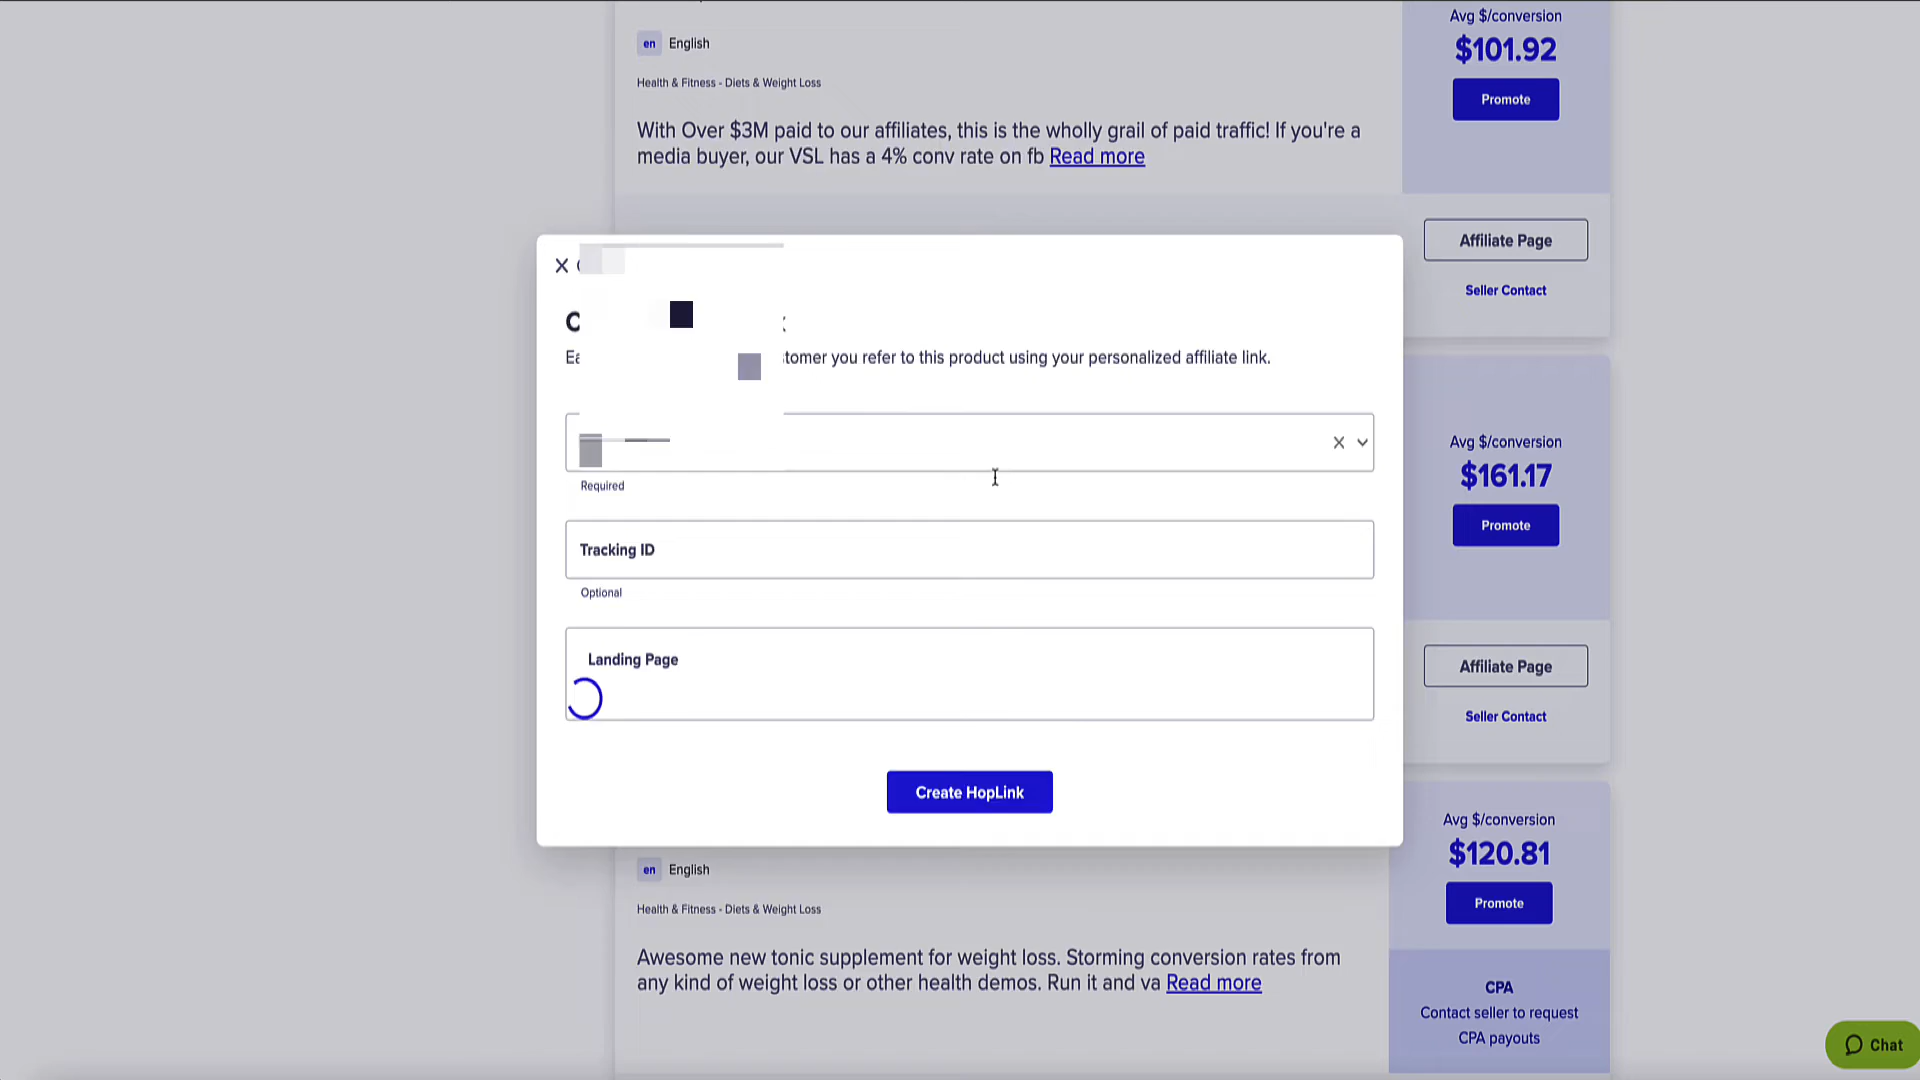 Avg $/conversion
$101.92
Promote
en English
Health & Fitness - Diets & Weight Loss
With Over $3M paid to our affiliates, this is the wholly grail of paid traffic! If you're a
media buyer, our VSL has a 4% conv rate on fb Read more
Affiliate Page
Seller Contact
tomer you refer to this product using your personalized affiliate link.
Required
Tracking ID
Optional
Landing Page
Create HopLink
Avg $/conversion
$161.17
Promote
Affiliate Page
Seller Contact
Avg $/conversion
$120.81
Promote
en English
Health & Fitness - Diets & Weight Loss
Awesome new tonic supplement for weight loss. Storming conversion rates from
any kind of weight loss or other health demos. Run it and va Read more
CPA
Contact seller to request
CPA payouts
Chat